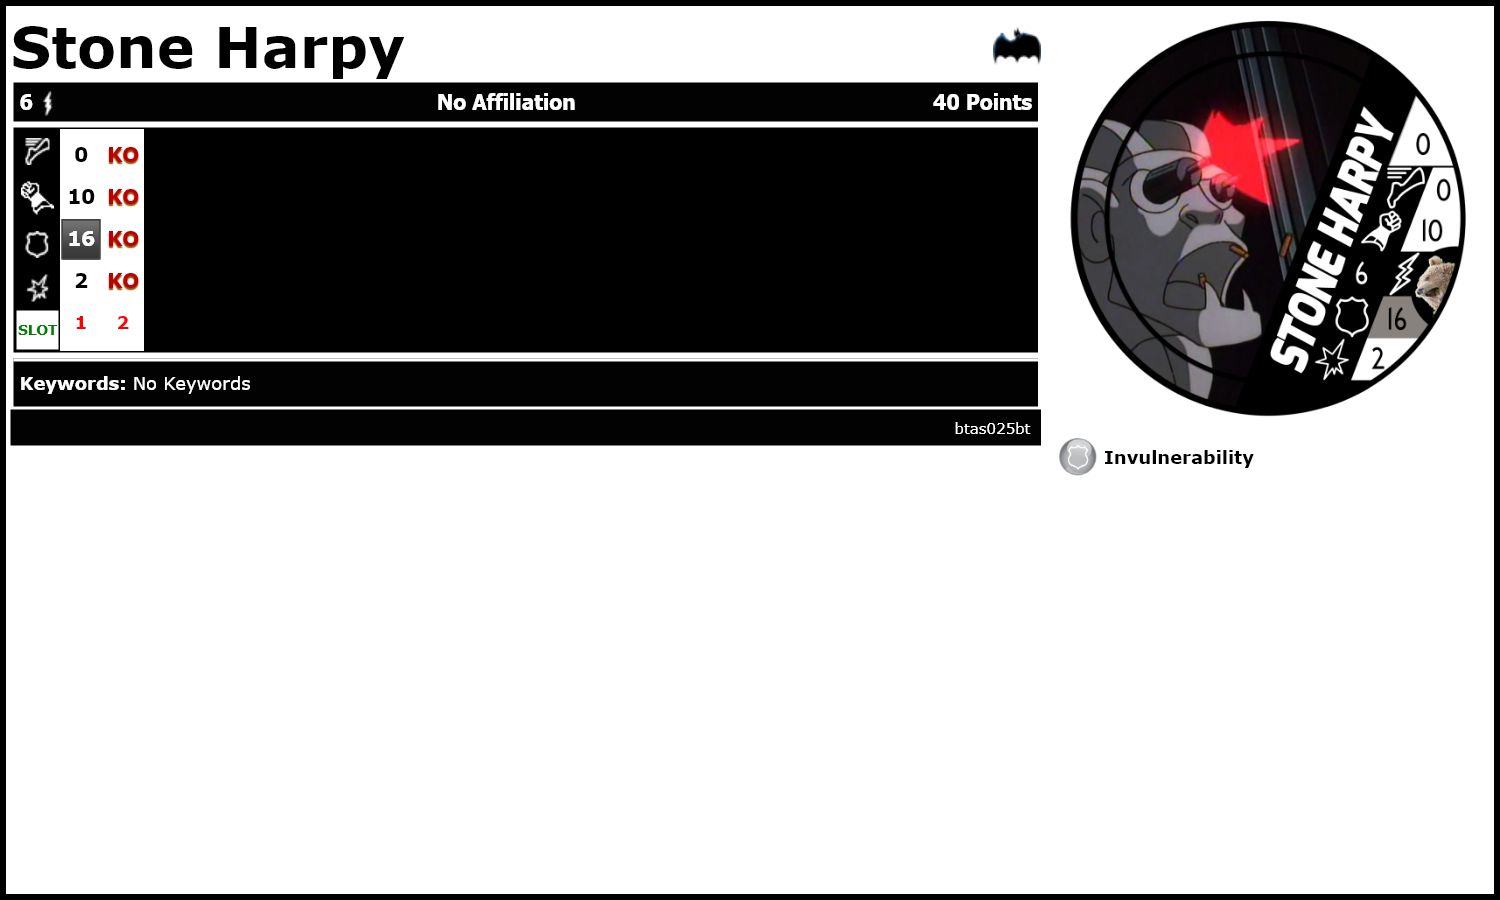 Stone Harpy
6 No Affiliation 40 Points
0 KO
10 KO
16 KO
2 KO
SLOT 1 2
Keywords: No Keywords
btas025bt
STONE HARPY
0
0
10
6
16
2
Invulnerability